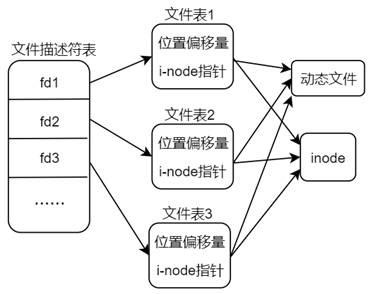 文件描述符表
fd1
fd2
fd3
……
文件表1
位置偏移量
i-node指针
文件表2
位置偏移量
i-node指针
文件表3
位置偏移量
i-node指针
动态文件
inode